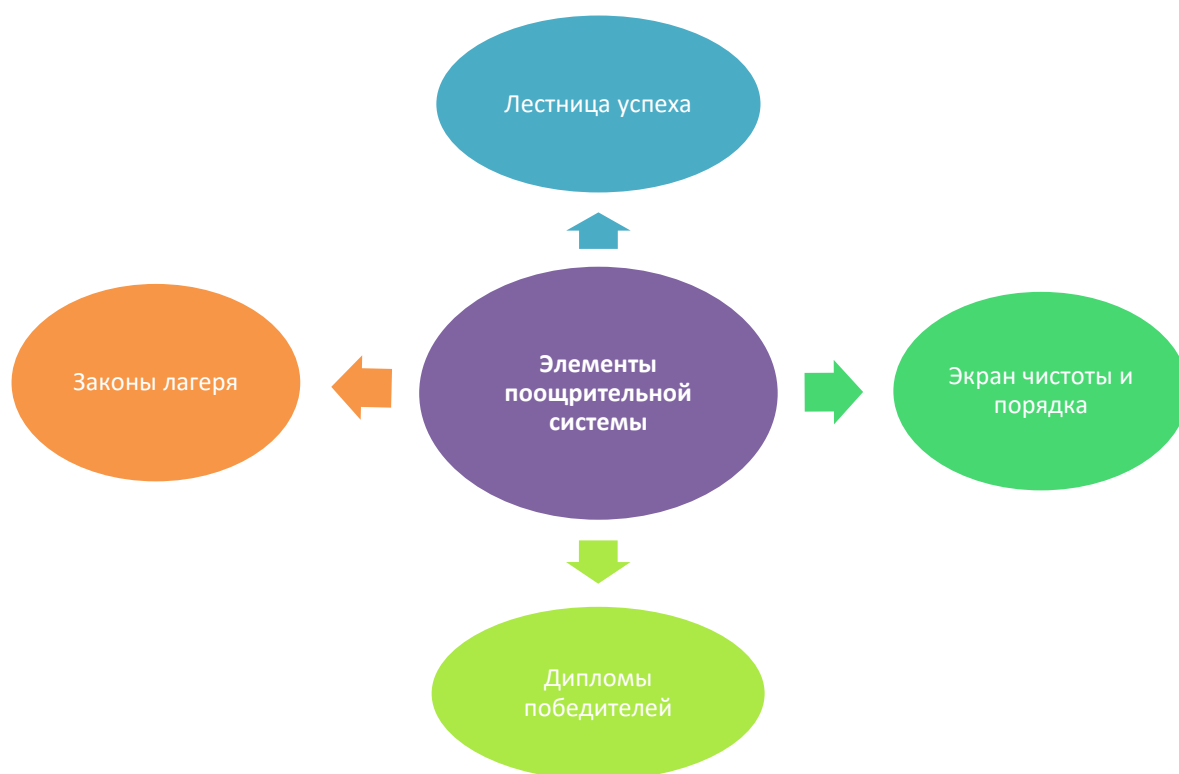 Лестница успеха
Законы лагеря
Элементы
поощрительной
системы
Экран чистоты и
порядка
Дипломы
победителей